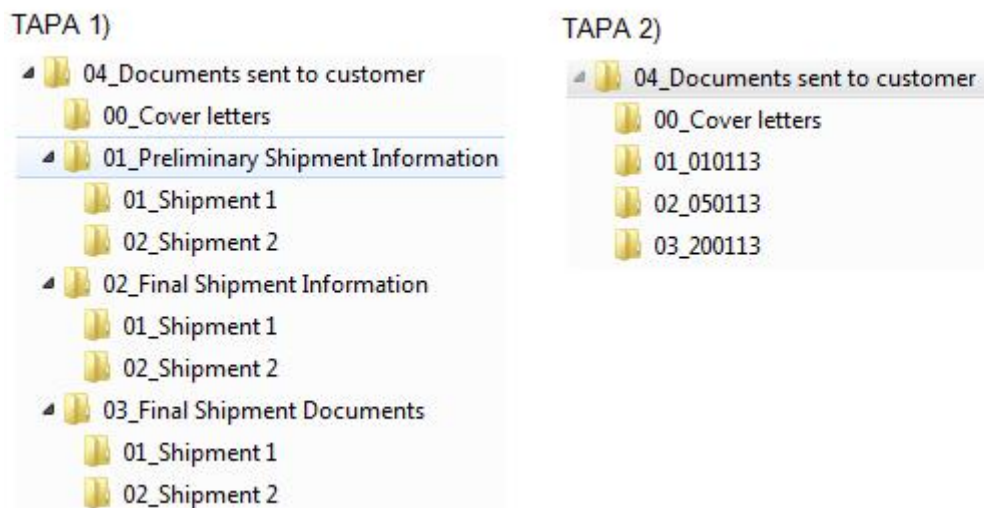 TAPA 1)
04_Documents sent to customer
00_Cover letters
01_Preliminary Shipment Information
01_Shipment 1
02_Shipment 2
02_Final Shipment Information
01_Shipment 1
02_Shipment 2
03_Final Shipment Documents
01_Shipment 1
02_Shipment 2
TAPA 2)
04_Documents sent to customer
00_Cover letters
01_010113
02_050113
03_200113